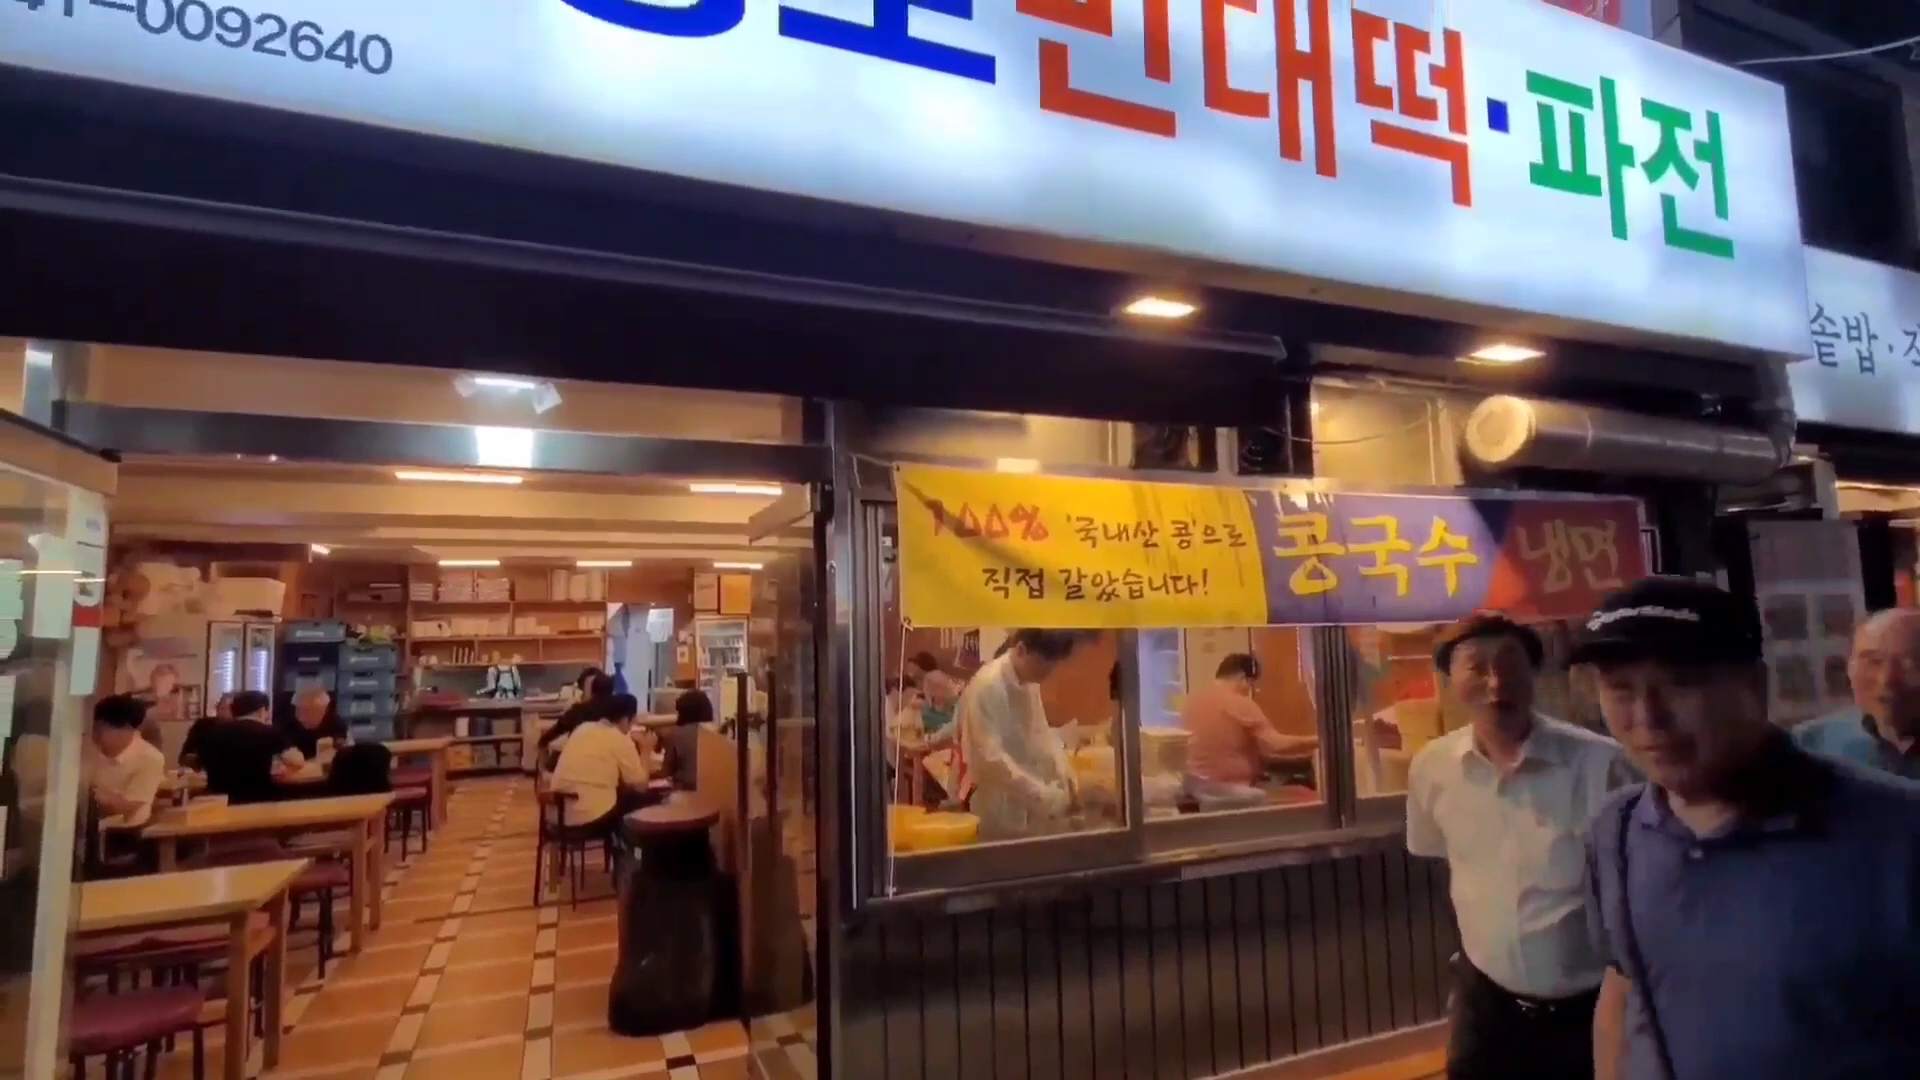 0092640
빈대떡·파전
솥밥·
100% '국내산 콩'으로
직접 갈았습니다!
콩국수
냉면